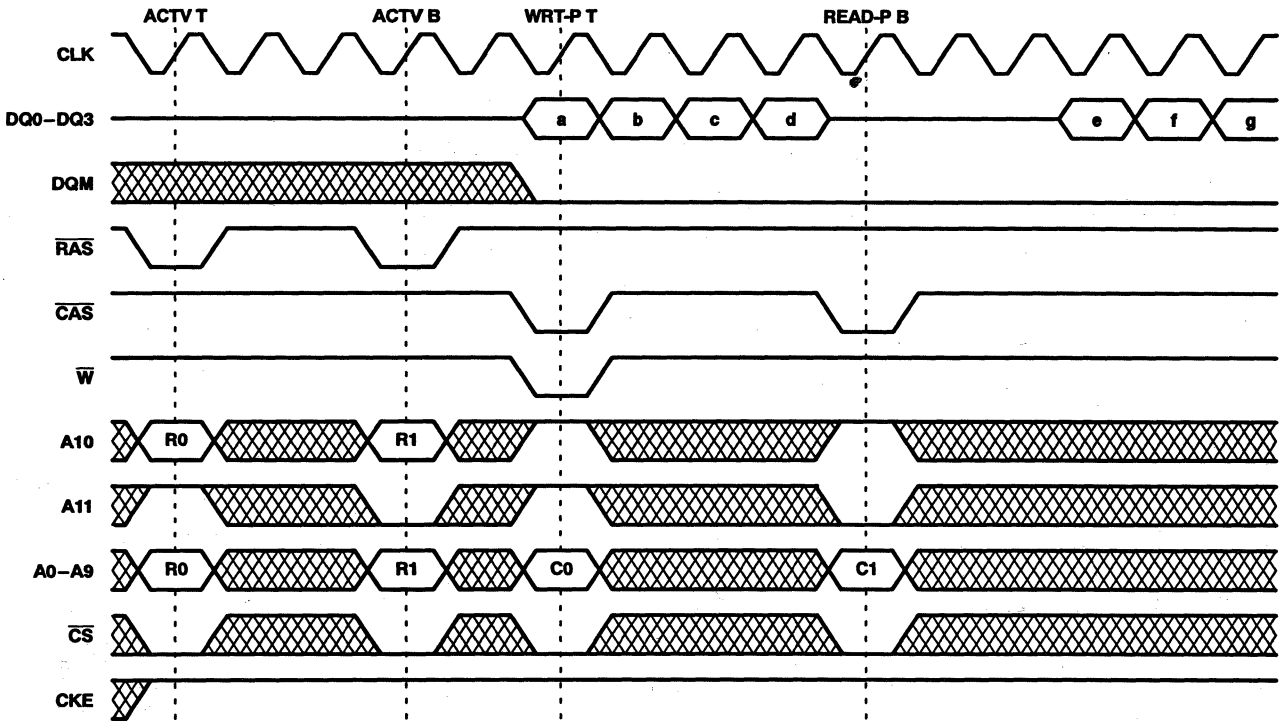 ACTV T ACTV B WRT-P T READ-P B
CLK
DQ0–DQ3 a b c d e f g
DQM
RAS
CAS
W
A10 R0 R1
A11
A0–A9 R0 R1 C0 C1
CS
CKE